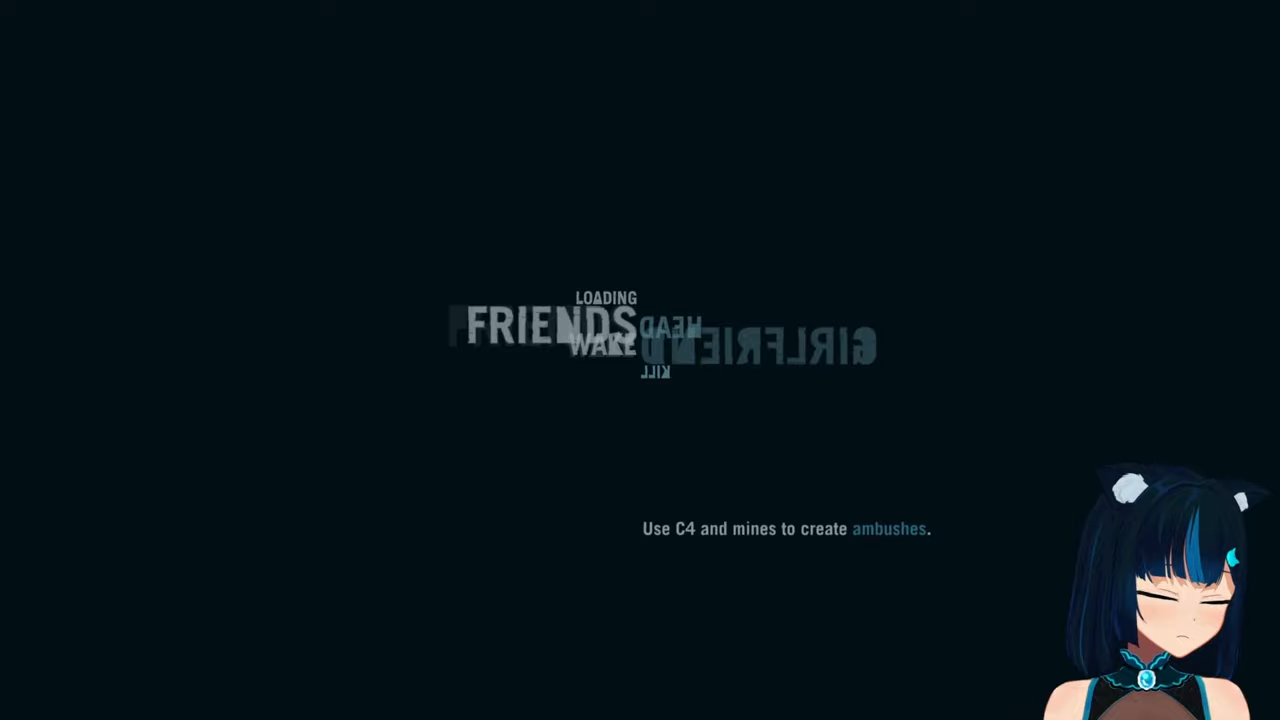 LOADING
FRIENDS
HEAD
WAKE
GIRLFRIEND
KILL
Use C4 and mines to create ambushes.